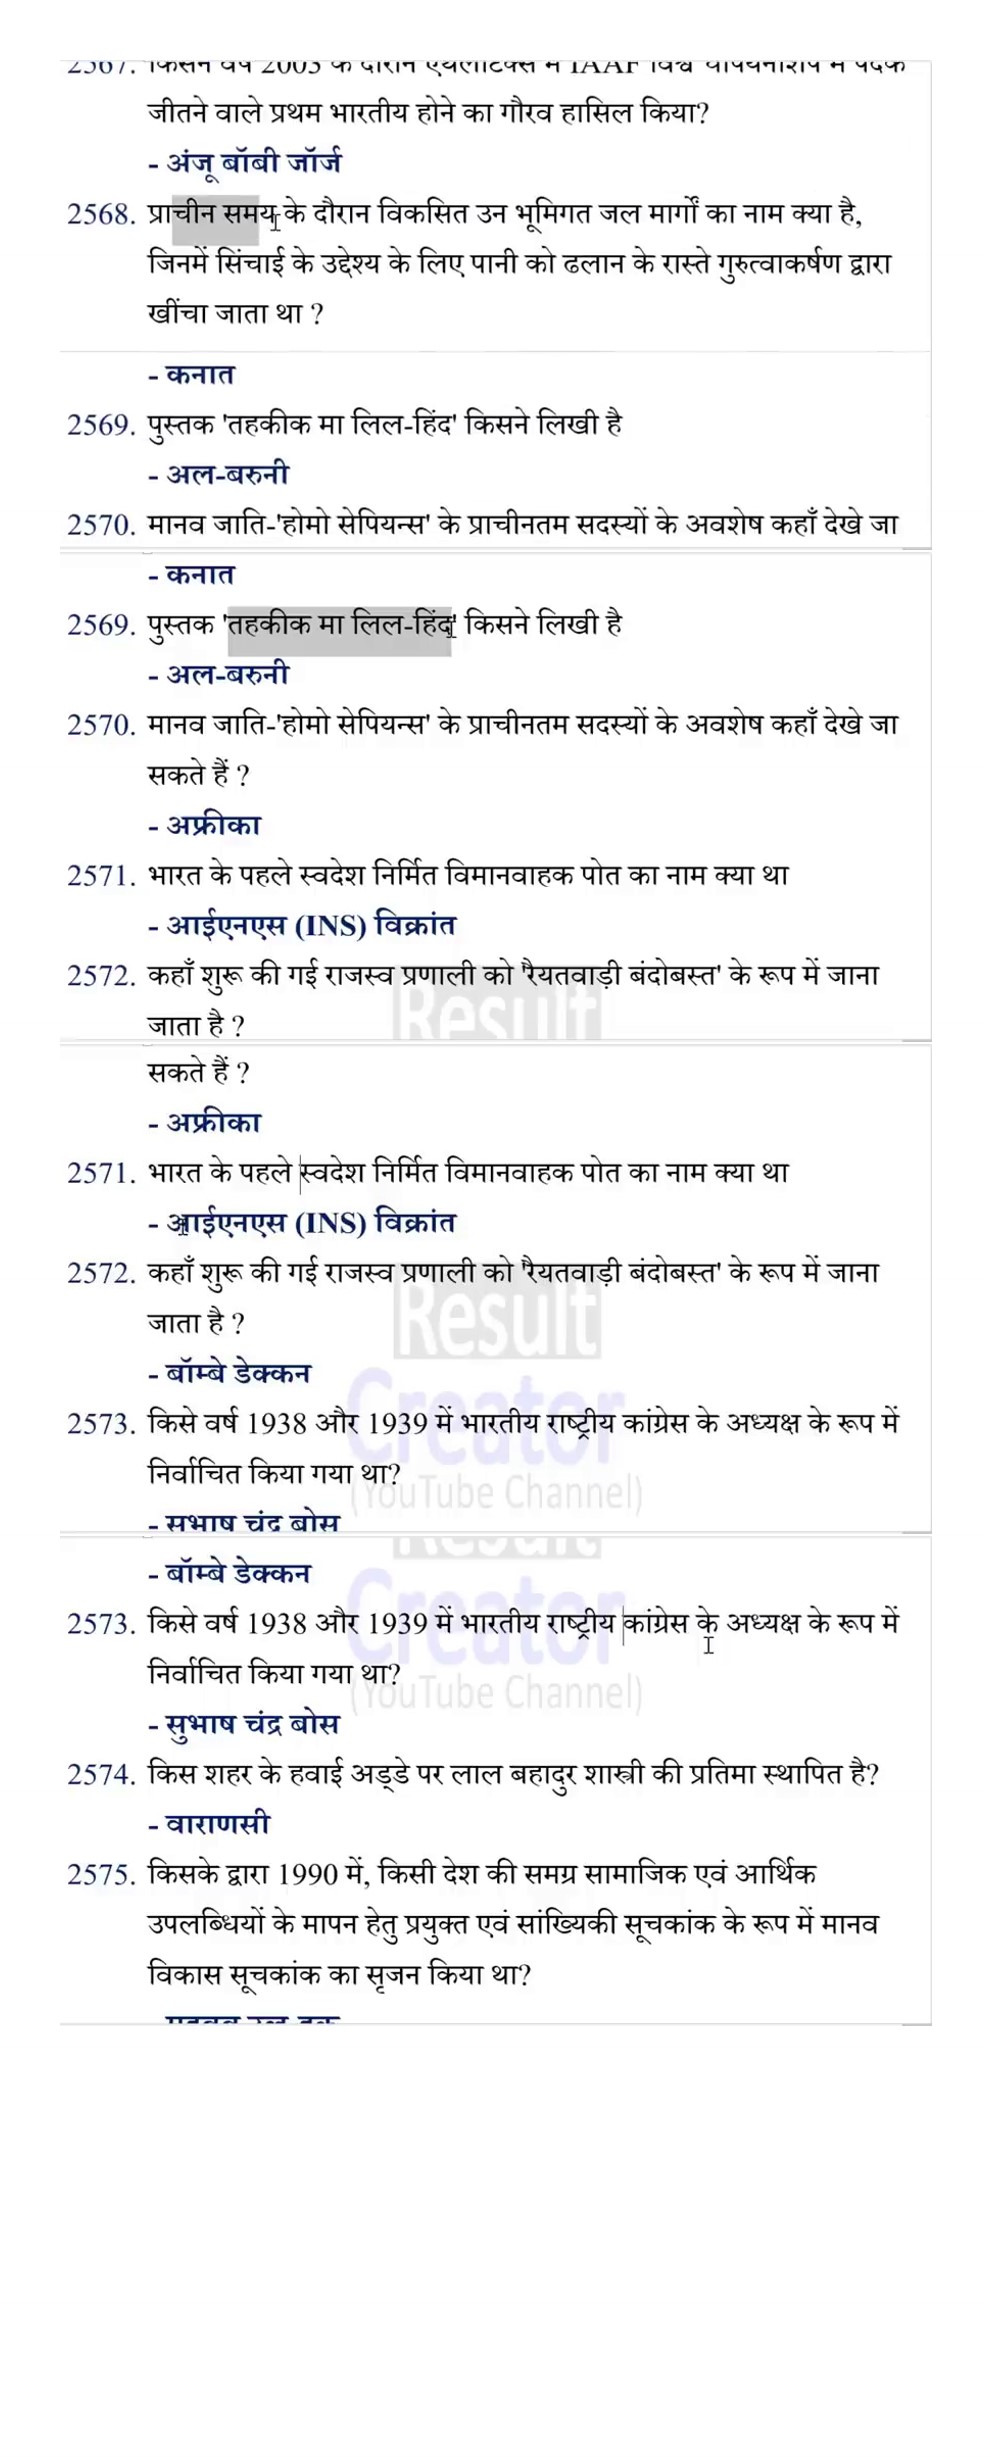 2567. किसने वर्ष 2003 के दौरान एथलेटिक्स में IAAF विश्व चैंपियनशिप में पदक
जीतने वाले प्रथम भारतीय होने का गौरव हासिल किया?
- अंजू बॉबी जॉर्ज
2568. प्राचीन समय के दौरान विकसित उन भूमिगत जल मार्गों का नाम क्या है,
जिनमें सिंचाई के उद्देश्य के लिए पानी को ढलान के रास्ते गुरुत्वाकर्षण द्वारा
खींचा जाता था ?
- कनात
2569. पुस्तक 'तहकीक मा लिल-हिंद' किसने लिखी है
- अल-बरुनी
2570. मानव जाति-'होमो सेपियन्स' के प्राचीनतम सदस्यों के अवशेष कहाँ देखे जा
- कनात
2569. पुस्तक 'तहकीक मा लिल-हिंद' किसने लिखी है
- अल-बरुनी
2570. मानव जाति-'होमो सेपियन्स' के प्राचीनतम सदस्यों के अवशेष कहाँ देखे जा
सकते हैं ?
- अफ्रीका
2571. भारत के पहले स्वदेश निर्मित विमानवाहक पोत का नाम क्या था
- आईएनएस (INS) विक्रांत
2572. कहाँ शुरू की गई राजस्व प्रणाली को 'रैयतवाड़ी बंदोबस्त' के रूप में जाना
Result
जाता है ?
सकते हैं ?
- अफ्रीका
2571. भारत के पहले स्वदेश निर्मित विमानवाहक पोत का नाम क्या था
- आईएनएस (INS) विक्रांत
2572. कहाँ शुरू की गई राजस्व प्रणाली को 'रैयतवाड़ी बंदोबस्त' के रूप में जाना
जाता है ?
Result
- बॉम्बे डेक्कन
Creator
2573. किसे वर्ष 1938 और 1939 में भारतीय राष्ट्रीय कांग्रेस के अध्यक्ष के रूप में
निर्वाचित किया गया था?
(YouTube Channel)
- सुभाष चंद्र बोस
Result
- बॉम्बे डेक्कन
Creator
2573. किसे वर्ष 1938 और 1939 में भारतीय राष्ट्रीय कांग्रेस के अध्यक्ष के रूप में
निर्वाचित किया गया था?
(YouTube Channel)
- सुभाष चंद्र बोस
2574. किस शहर के हवाई अड्डे पर लाल बहादुर शास्त्री की प्रतिमा स्थापित है?
- वाराणसी
2575. किसके द्वारा 1990 में, किसी देश की समग्र सामाजिक एवं आर्थिक
उपलब्धियों के मापन हेतु प्रयुक्त एवं सांख्यिकी सूचकांक के रूप में मानव
विकास सूचकांक का सृजन किया था?